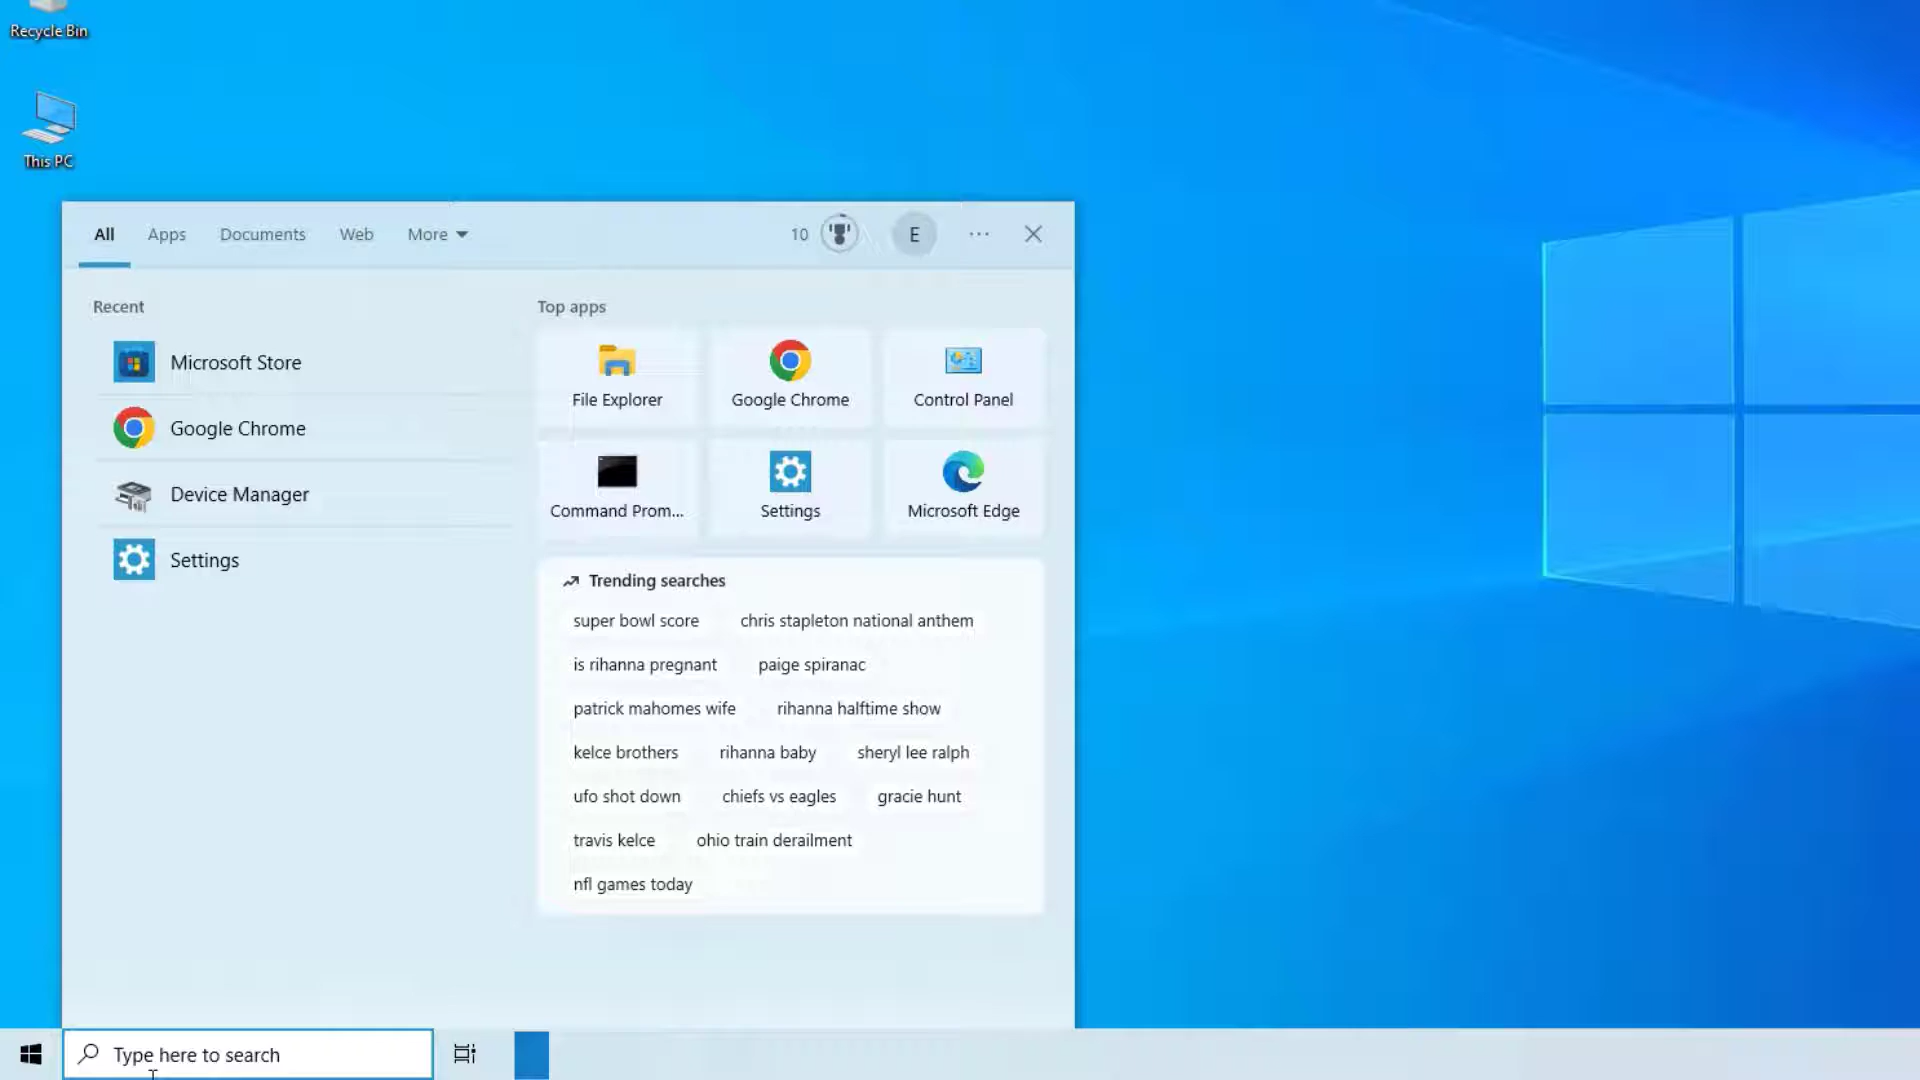 Recycle Bin
This PC
All Apps Documents Web More 10 E ...
Recent
Microsoft Store
Google Chrome
Device Manager
Settings
Top apps
File Explorer Google Chrome Control Panel
Command Prom... Settings Microsoft Edge
Trending searches
super bowl score chris stapleton national anthem
is rihanna pregnant paige spiranac
patrick mahomes wife rihanna halftime show
kelce brothers rihanna baby sheryl lee ralph
ufo shot down chiefs vs eagles gracie hunt
travis kelce ohio train derailment
nfl games today
Type here to search